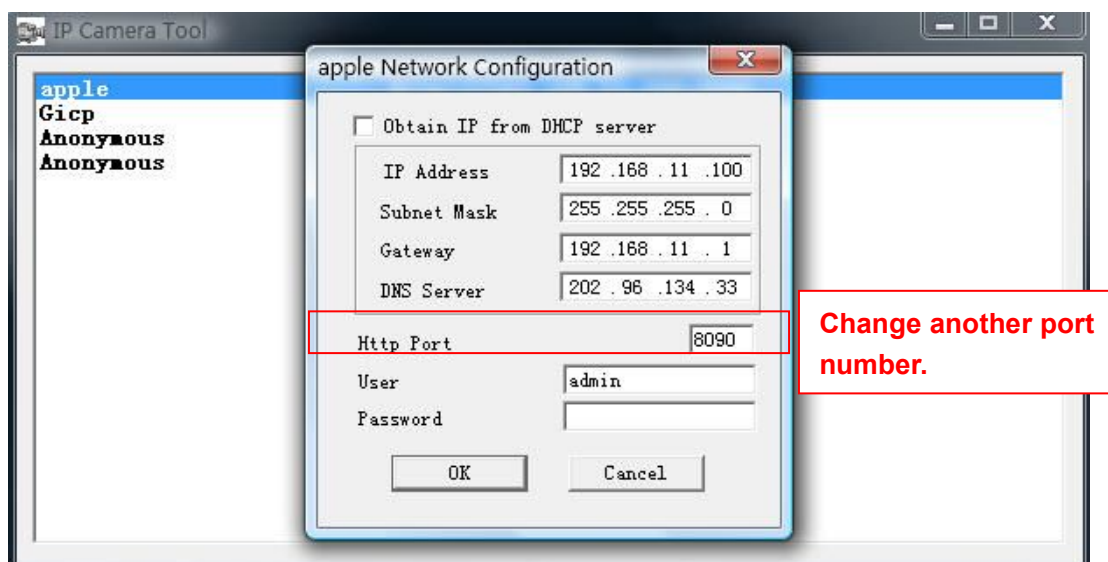 IP Camera Tool
apple Network Configuration
apple
Gicp
Anonymous
Anonymous
Obtain IP from DHCP server
IP Address 192 .168 . 11 .100
Subnet Mask 255 .255 .255 . 0
Gateway 192 .168 . 11 . 1
DNS Server 202 . 96 .134 . 33
Http Port 8090
User admin
Password
OK Cancel
Change another port
number.